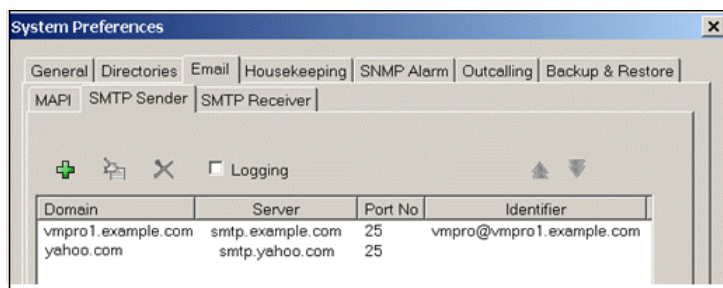 System Preferences
General Directories Email Housekeeping SNMP Alarm Outcalling Backup & Restore
MAPI SMTP Sender SMTP Receiver
Logging
Domain Server Port No Identifier
vmpro1.example.com smtp.example.com 25 vmpro@vmpro1.example.com
yahoo.com smtp.yahoo.com 25